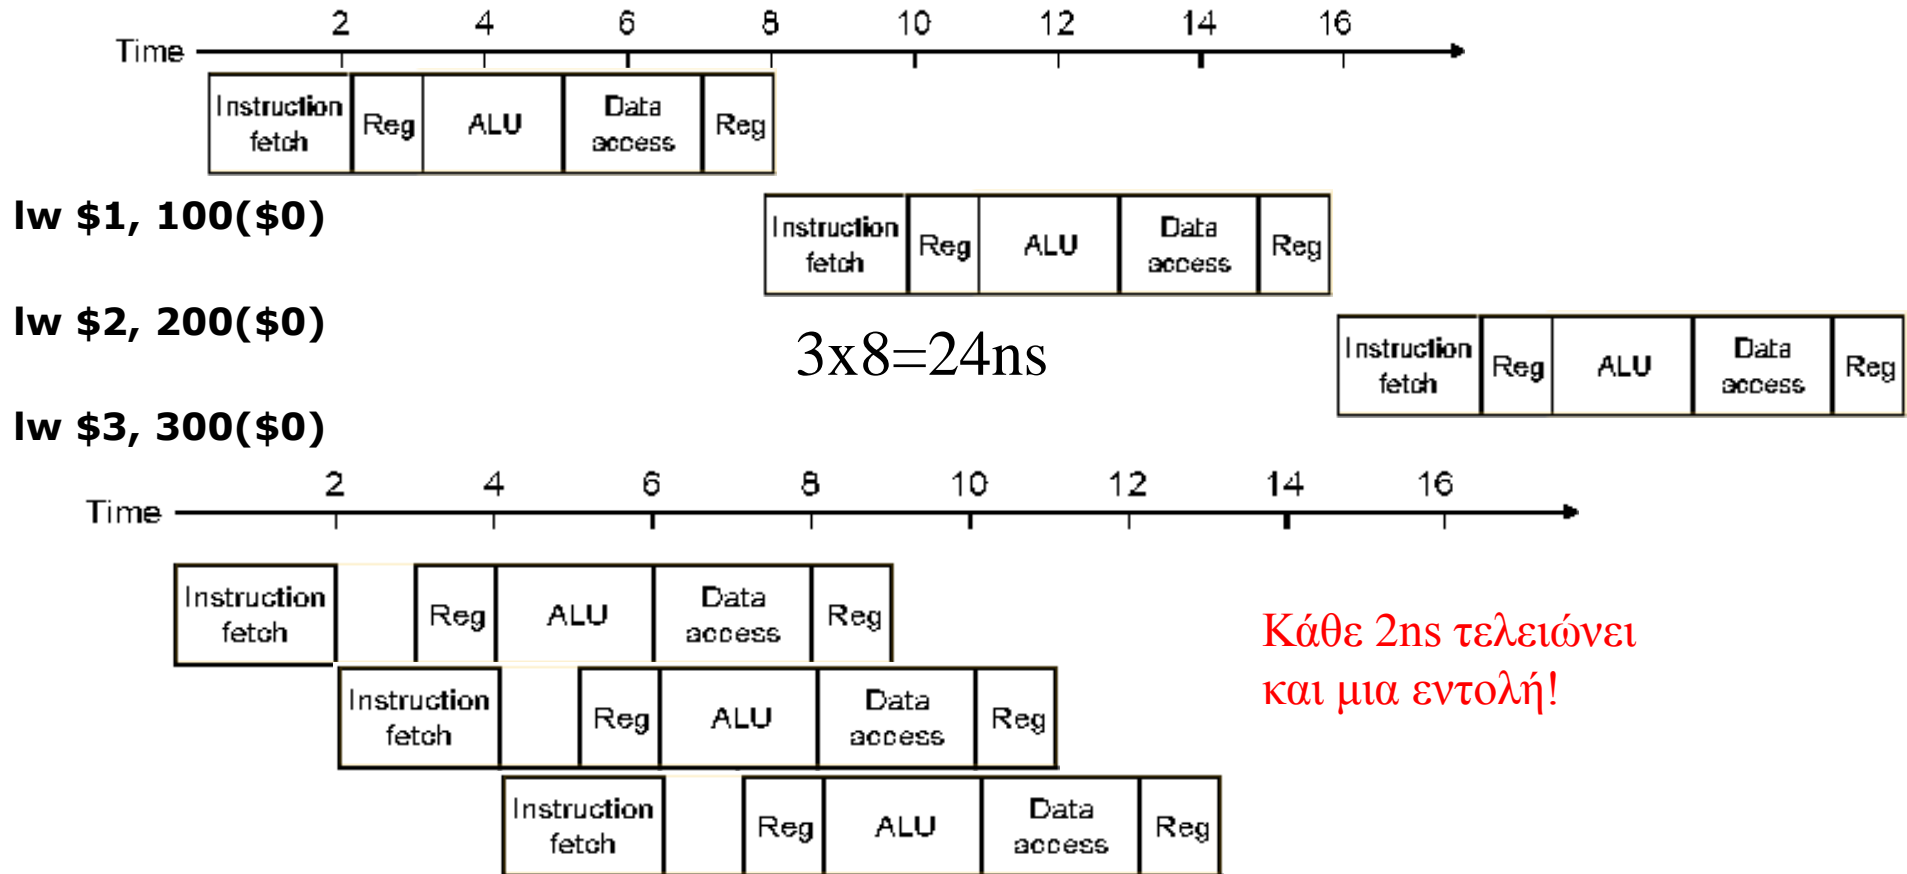 2 4 6 8 10 12 14 16
Time
Instruction fetch Reg ALU Data access Reg
lw $1, 100($0)
Instruction fetch Reg ALU Data access Reg
lw $2, 200($0)
3x8=24ns
Instruction fetch Reg ALU Data access Reg
lw $3, 300($0)
2 4 6 8 10 12 14 16
Time
Instruction fetch Reg ALU Data access Reg
Κάθε 2ns τελειώνει
και μια εντολή!
Instruction fetch Reg ALU Data access Reg
Instruction fetch Reg ALU Data access Reg